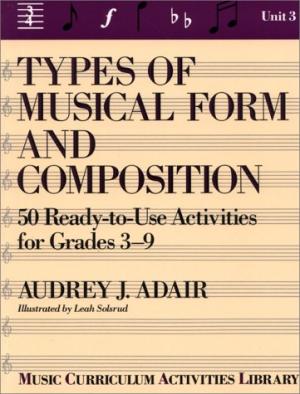 Unit 3
TYPES OF
MUSICAL FORM
AND
COMPOSITION
50 Ready-to-Use Activities
for Grades 3–9
AUDREY J. ADAIR
Illustrated by Leah Solsrud
MUSIC CURRICULUM ACTIVITIES LIBRARY